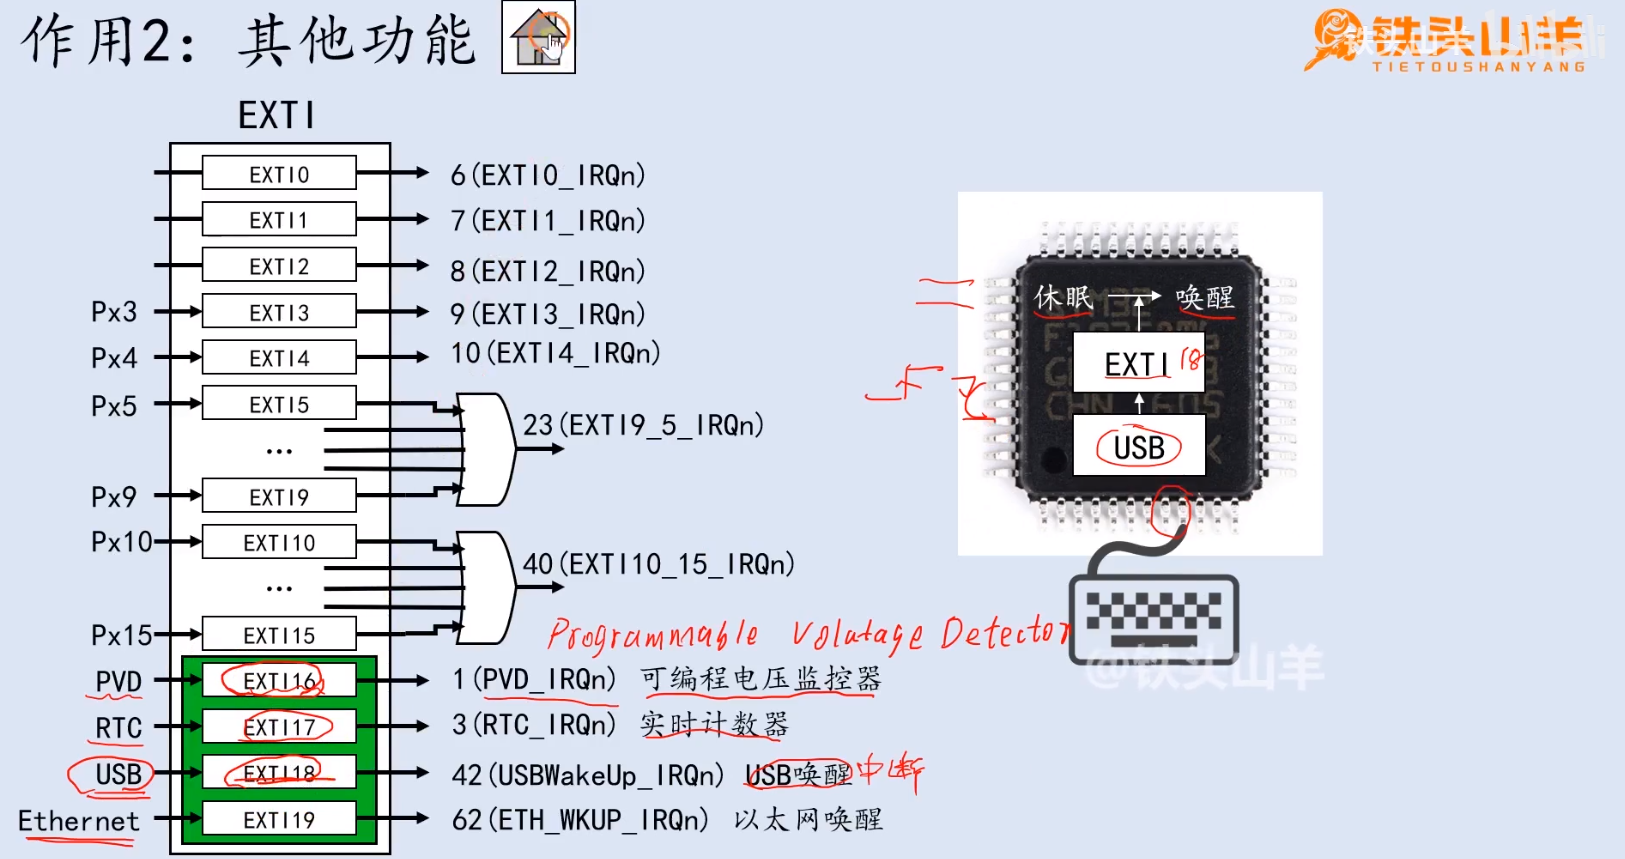 作用2：其他功能
铁头山羊
TIETOUSHANYANG
EXTI
EXTI0 6(EXTI0_IRQn)
EXTI1 7(EXTI1_IRQn)
EXTI2 8(EXTI2_IRQn)
Px3 EXTI3 9(EXTI3_IRQn)
Px4 EXTI4 10(EXTI4_IRQn)
Px5 EXTI5
23(EXTI9_5_IRQn)
...
Px9 EXTI9
Px10 EXTI10
40(EXTI10_15_IRQn)
...
Px15 EXTI15
Programmable Volatage Detector
PVD EXTI16 1(PVD_IRQn) 可编程电压监控器
RTC EXTI17 3(RTC_IRQn) 实时计数器
USB EXTI18 42(USBWakeUp_IRQn) USB唤醒中断
Ethernet EXTI19 62(ETH_WKUP_IRQn) 以太网唤醒
休眠 唤醒
EXTI 18
USB
@铁头山羊